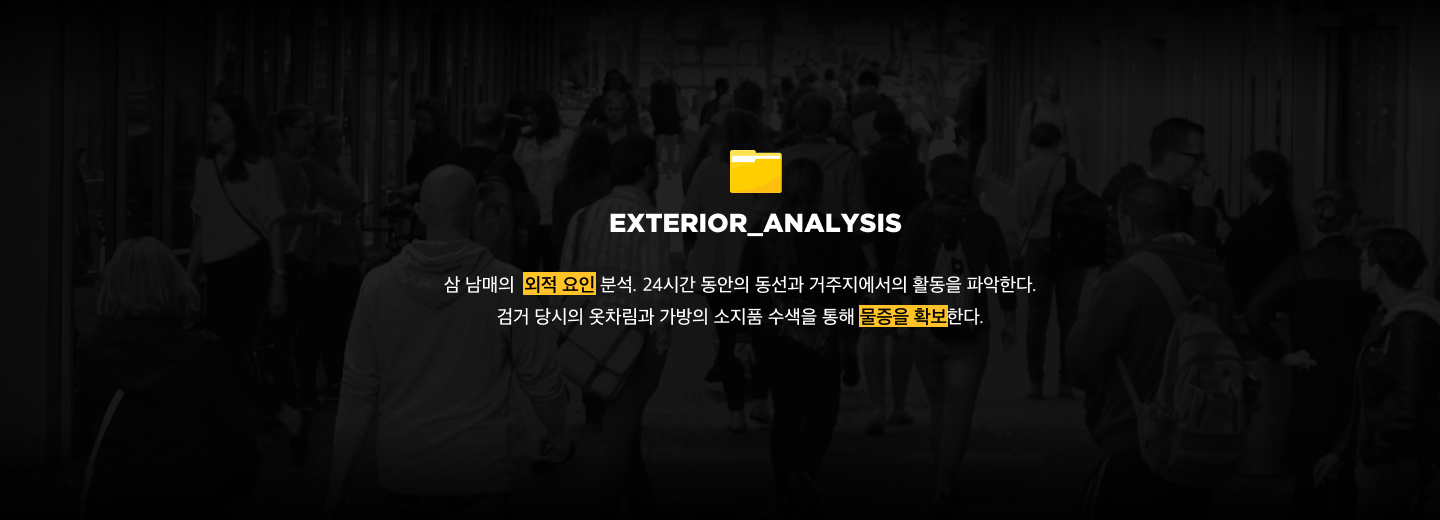 EXTERIOR_ANALYSIS
삼 남매의 외적 요인 분석. 24시간 동안의 동선과 거주지에서의 활동을 파악한다.
검거 당시의 옷차림과 가방의 소지품 수색을 통해 물증을 확보한다.